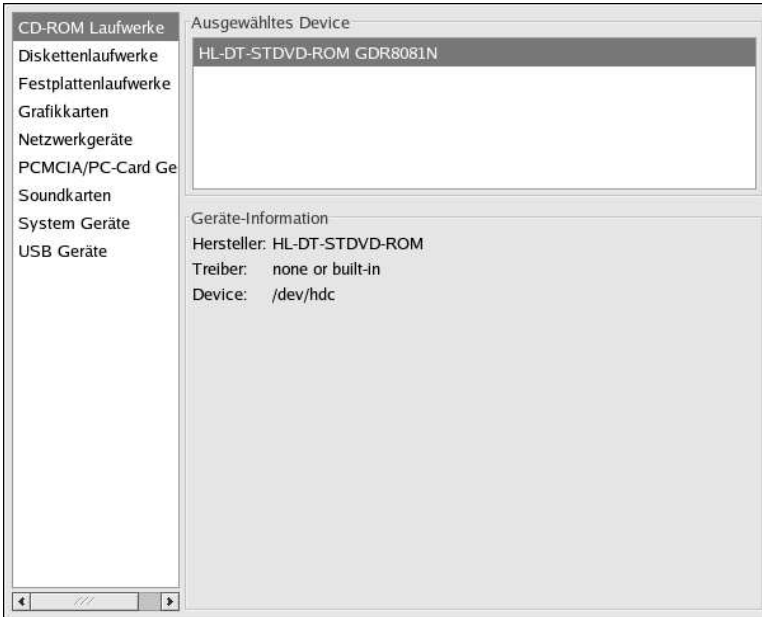 CD-ROM Laufwerke
Diskettenlaufwerke
Festplattenlaufwerke
Grafikkarten
Netzwerkgeräte
PCMCIA/PC-Card Ge
Soundkarten
System Geräte
USB Geräte
Ausgewähltes Device
HL-DT-STDVD-ROM GDR8081N
Geräte-Information
Hersteller: HL-DT-STDVD-ROM
Treiber: none or built-in
Device: /dev/hdc